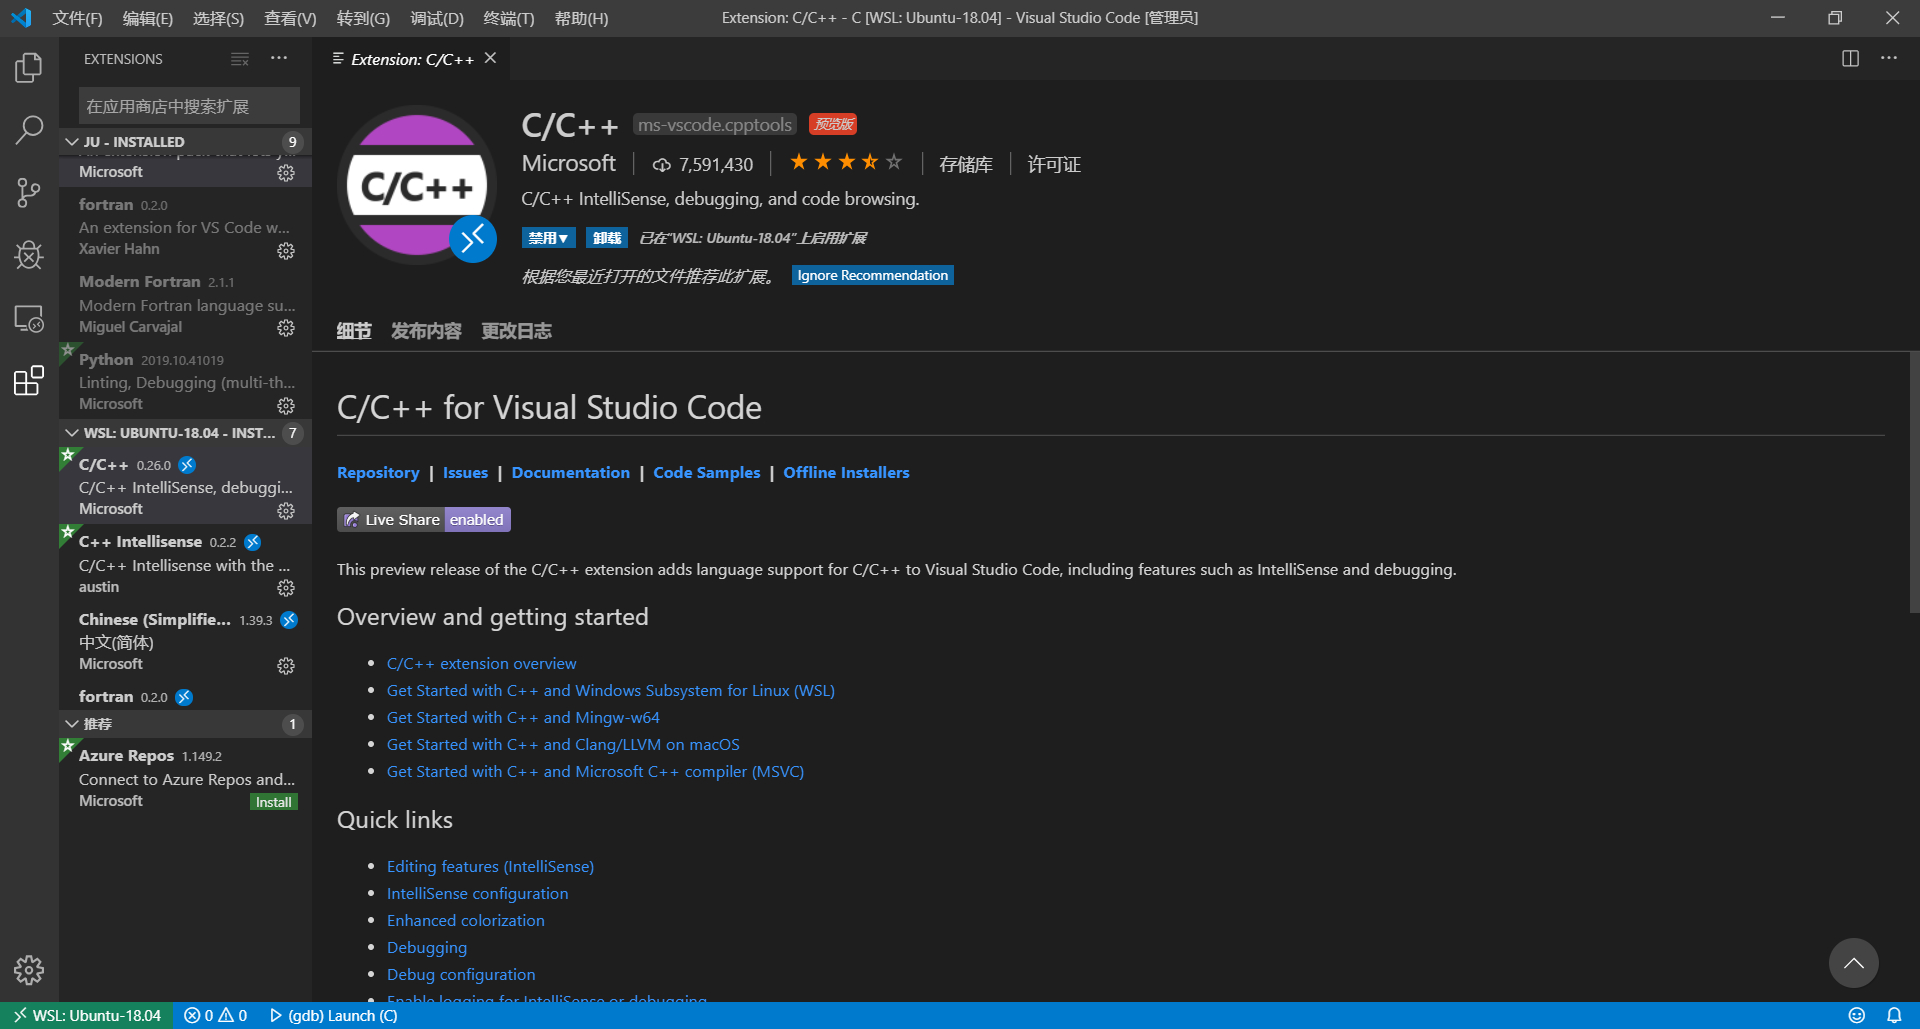 文件(F) 编辑(E) 选择(S) 查看(V) 转到(G) 调试(D) 终端(T) 帮助(H) Extension: C/C++ - C [WSL: Ubuntu-18.04] - Visual Studio Code [管理员]
EXTENSIONS
在应用商店中搜索扩展
JU - INSTALLED 9
Microsoft
fortran 0.2.0
An extension for VS Code w...
Xavier Hahn
Modern Fortran 2.1.1
Modern Fortran language su...
Miguel Carvajal
Python 2019.10.41019
Linting, Debugging (multi-th...
Microsoft
WSL: UBUNTU-18.04 - INST... 7
C/C++ 0.26.0
C/C++ IntelliSense, debuggi...
Microsoft
C++ Intellisense 0.2.2
C/C++ Intellisense with the ...
austin
Chinese (Simplifie... 1.39.3
中文(简体)
Microsoft
fortran 0.2.0
推荐 1
Azure Repos 1.149.2
Connect to Azure Repos and...
Microsoft Install
Extension: C/C++
C/C++
C/C++ ms-vscode.cpptools 预览版
Microsoft 7,591,430 存储库 许可证
C/C++ IntelliSense, debugging, and code browsing.
禁用▼ 卸载 已在“WSL: Ubuntu-18.04”上启用扩展
根据您最近打开的文件推荐此扩展。 Ignore Recommendation
细节 发布内容 更改日志
C/C++ for Visual Studio Code
Repository | Issues | Documentation | Code Samples | Offline Installers
Live Share enabled
This preview release of the C/C++ extension adds language support for C/C++ to Visual Studio Code, including features such as IntelliSense and debugging.
Overview and getting started
C/C++ extension overview
Get Started with C++ and Windows Subsystem for Linux (WSL)
Get Started with C++ and Mingw-w64
Get Started with C++ and Clang/LLVM on macOS
Get Started with C++ and Microsoft C++ compiler (MSVC)
Quick links
Editing features (IntelliSense)
IntelliSense configuration
Enhanced colorization
Debugging
Debug configuration
Enable logging for IntelliSense or debugging
WSL: Ubuntu-18.04 0 0 (gdb) Launch (C)